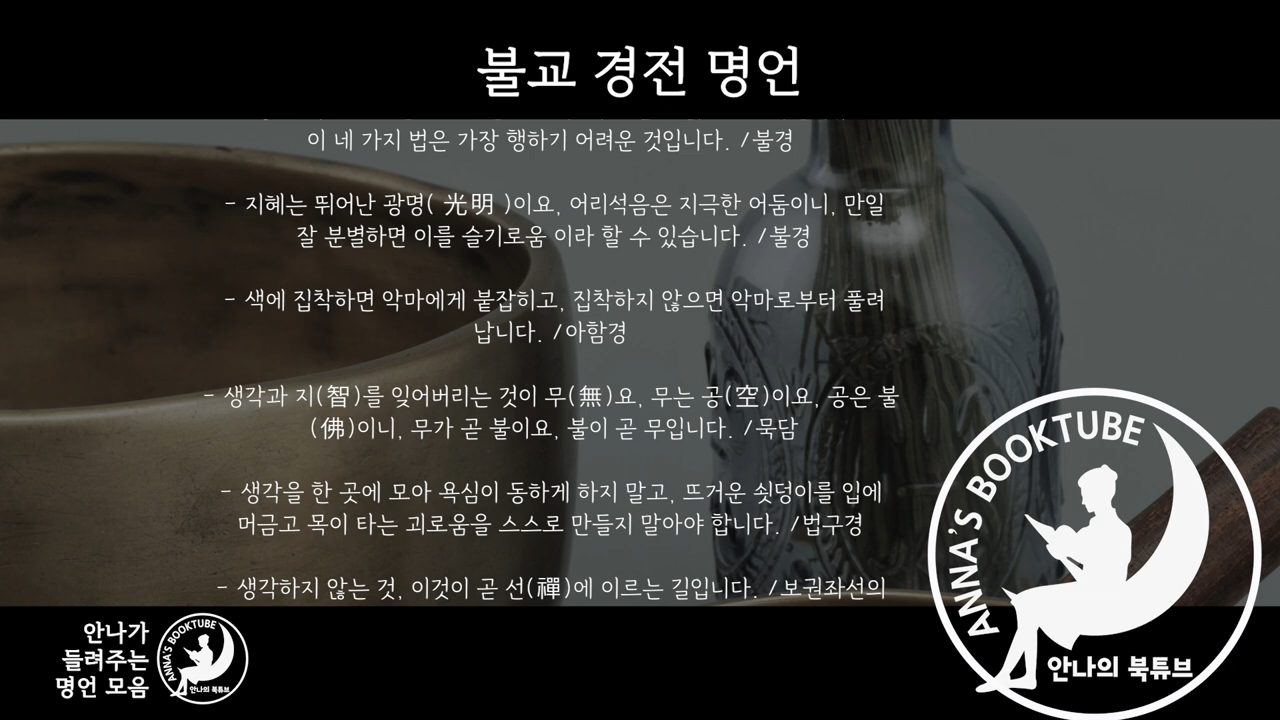 불교 경전 명언
이 네 가지 법은 가장 행하기 어려운 것입니다. /불경
- 지혜는 뛰어난 광명( 光明 )이요, 어리석음은 지극한 어둠이니, 만일
잘 분별하면 이를 슬기로움 이라 할 수 있습니다. /불경
- 색에 집착하면 악마에게 붙잡히고, 집착하지 않으면 악마로부터 풀려
납니다. /아함경
- 생각과 지(智)를 잊어버리는 것이 무(無)요, 무는 공(空)이요, 공은 불
(佛)이니, 무가 곧 불이요, 불이 곧 무입니다. /묵담
- 생각을 한 곳에 모아 욕심이 동하게 하지 말고, 뜨거운 쇳덩이를 입에
머금고 목이 타는 괴로움을 스스로 만들지 말아야 합니다. /법구경
- 생각하지 않는 것, 이것이 곧 선(禪)에 이르는 길입니다. /보권좌선의
안나가
들려주는
명언 모음
ANNA'S BOOKTUBE
안나의 북튜브
ANNA'S BOOKTUBE
안나의 북튜브